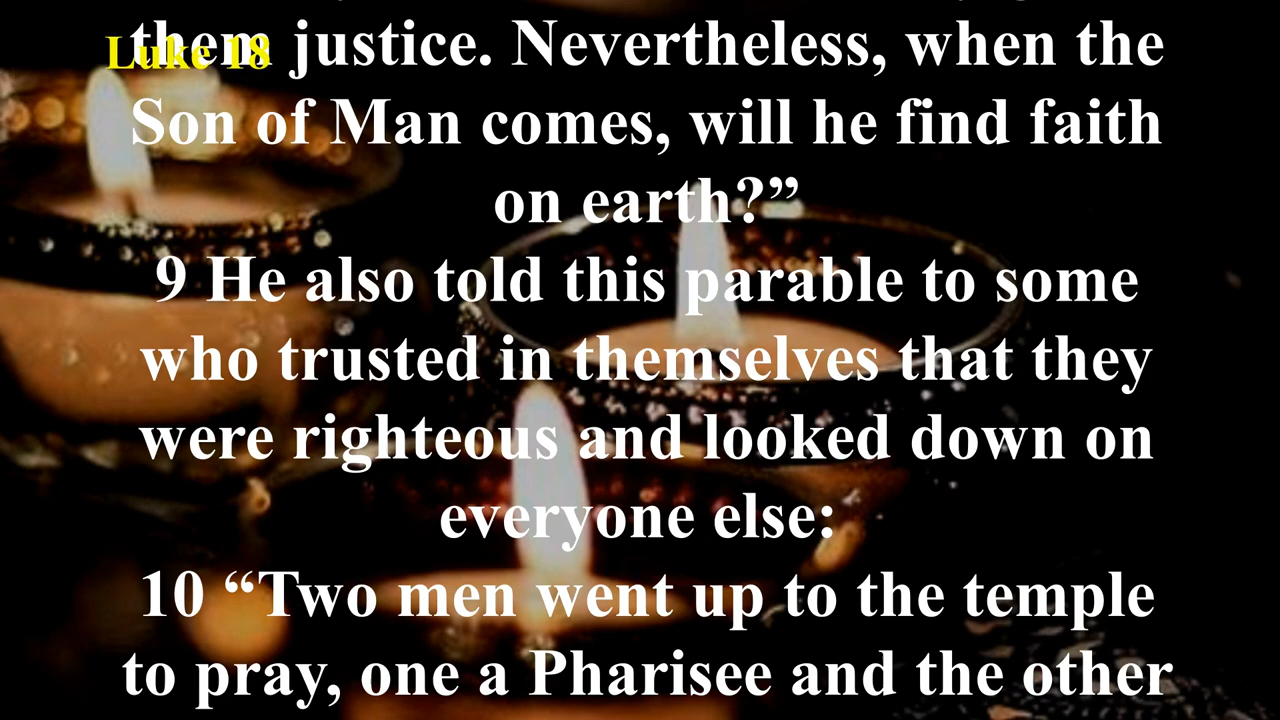 Luke 18
them justice. Nevertheless, when the
Son of Man comes, will he find faith
on earth?”
9 He also told this parable to some
who trusted in themselves that they
were righteous and looked down on
everyone else:
10 “Two men went up to the temple
to pray, one a Pharisee and the other